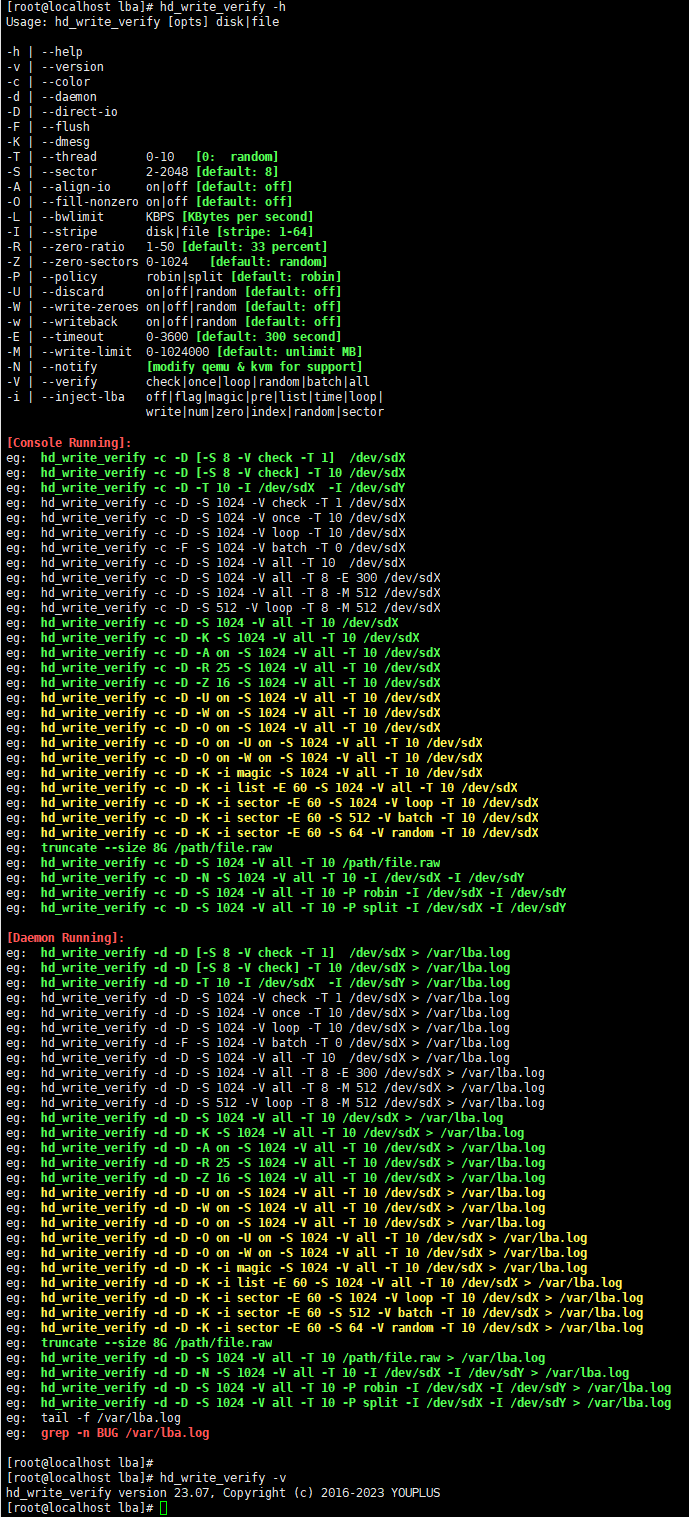 [root@localhost lba]# hd_write_verify -h
Usage: hd_write_verify [opts] disk|file

-h | --help
-v | --version
-c | --color
-d | --daemon
-D | --direct-io
-F | --flush
-K | --dmesg
-T | --thread       0-10   [0:  random]
-S | --sector       2-2048 [default: 8]
-A | --align-io     on|off [default: off]
-O | --fill-nonzero on|off [default: off]
-L | --bwlimit      KBPS [KBytes per second]
-I | --stripe       disk|file [stripe: 1-64]
-R | --zero-ratio   1-50 [default: 33 percent]
-Z | --zero-sectors 0-1024   [default: random]
-P | --policy       robin|split [default: robin]
-U | --discard      on|off|random [default: off]
-W | --write-zeroes on|off|random [default: off]
-w | --writeback    on|off|random [default: off]
-E | --timeout      0-3600 [default: 300 second]
-M | --write-limit  0-1024000 [default: unlimit MB]
-N | --notify       [modify qemu & kvm for support]
-V | --verify       check|once|loop|random|batch|all
-i | --inject-lba   off|flag|magic|pre|list|time|loop|
                    write|num|zero|index|random|sector

[Console Running]:
eg:  hd_write_verify -c -D [-S 8 -V check -T 1]  /dev/sdX
eg:  hd_write_verify -c -D [-S 8 -V check] -T 10 /dev/sdX
eg:  hd_write_verify -c -D -T 10 -I /dev/sdX  -I /dev/sdY
eg:  hd_write_verify -c -D -S 1024 -V check -T 1 /dev/sdX
eg:  hd_write_verify -c -D -S 1024 -V once -T 10 /dev/sdX
eg:  hd_write_verify -c -D -S 1024 -V loop -T 10 /dev/sdX
eg:  hd_write_verify -c -F -S 1024 -V batch -T 0 /dev/sdX
eg:  hd_write_verify -c -D -S 1024 -V all -T 10  /dev/sdX
eg:  hd_write_verify -c -D -S 1024 -V all -T 8 -E 300 /dev/sdX
eg:  hd_write_verify -c -D -S 1024 -V all -T 8 -M 512 /dev/sdX
eg:  hd_write_verify -c -D -S 512 -V loop -T 8 -M 512 /dev/sdX
eg:  hd_write_verify -c -D -S 1024 -V all -T 10 /dev/sdX
eg:  hd_write_verify -c -D -K -S 1024 -V all -T 10 /dev/sdX
eg:  hd_write_verify -c -D -A on -S 1024 -V all -T 10 /dev/sdX
eg:  hd_write_verify -c -D -R 25 -S 1024 -V all -T 10 /dev/sdX
eg:  hd_write_verify -c -D -Z 16 -S 1024 -V all -T 10 /dev/sdX
eg:  hd_write_verify -c -D -U on -S 1024 -V all -T 10 /dev/sdX
eg:  hd_write_verify -c -D -W on -S 1024 -V all -T 10 /dev/sdX
eg:  hd_write_verify -c -D -O on -S 1024 -V all -T 10 /dev/sdX
eg:  hd_write_verify -c -D -O on -U on -S 1024 -V all -T 10 /dev/sdX
eg:  hd_write_verify -c -D -O on -W on -S 1024 -V all -T 10 /dev/sdX
eg:  hd_write_verify -c -D -K -i magic -S 1024 -V all -T 10 /dev/sdX
eg:  hd_write_verify -c -D -K -i list -E 60 -S 1024 -V all -T 10 /dev/sdX
eg:  hd_write_verify -c -D -K -i sector -E 60 -S 1024 -V loop -T 10 /dev/sdX
eg:  hd_write_verify -c -D -K -i sector -E 60 -S 512 -V batch -T 10 /dev/sdX
eg:  hd_write_verify -c -D -K -i sector -E 60 -S 64 -V random -T 10 /dev/sdX
eg:  truncate --size 8G /path/file.raw
eg:  hd_write_verify -c -D -S 1024 -V all -T 10 /path/file.raw
eg:  hd_write_verify -c -D -N -S 1024 -V all -T 10 -I /dev/sdX -I /dev/sdY
eg:  hd_write_verify -c -D -S 1024 -V all -T 10 -P robin -I /dev/sdX -I /dev/sdY
eg:  hd_write_verify -c -D -S 1024 -V all -T 10 -P split -I /dev/sdX -I /dev/sdY

[Daemon Running]:
eg:  hd_write_verify -d -D [-S 8 -V check -T 1]  /dev/sdX > /var/lba.log
eg:  hd_write_verify -d -D [-S 8 -V check] -T 10 /dev/sdX > /var/lba.log
eg:  hd_write_verify -d -D -T 10 -I /dev/sdX  -I /dev/sdY > /var/lba.log
eg:  hd_write_verify -d -D -S 1024 -V check -T 1 /dev/sdX > /var/lba.log
eg:  hd_write_verify -d -D -S 1024 -V once -T 10 /dev/sdX > /var/lba.log
eg:  hd_write_verify -d -D -S 1024 -V loop -T 10 /dev/sdX > /var/lba.log
eg:  hd_write_verify -d -F -S 1024 -V batch -T 0 /dev/sdX > /var/lba.log
eg:  hd_write_verify -d -D -S 1024 -V all -T 10  /dev/sdX > /var/lba.log
eg:  hd_write_verify -d -D -S 1024 -V all -T 8 -E 300 /dev/sdX > /var/lba.log
eg:  hd_write_verify -d -D -S 1024 -V all -T 8 -M 512 /dev/sdX > /var/lba.log
eg:  hd_write_verify -d -D -S 512 -V loop -T 8 -M 512 /dev/sdX > /var/lba.log
eg:  hd_write_verify -d -D -S 1024 -V all -T 10 /dev/sdX > /var/lba.log
eg:  hd_write_verify -d -D -K -S 1024 -V all -T 10 /dev/sdX > /var/lba.log
eg:  hd_write_verify -d -D -A on -S 1024 -V all -T 10 /dev/sdX > /var/lba.log
eg:  hd_write_verify -d -D -R 25 -S 1024 -V all -T 10 /dev/sdX > /var/lba.log
eg:  hd_write_verify -d -D -Z 16 -S 1024 -V all -T 10 /dev/sdX > /var/lba.log
eg:  hd_write_verify -d -D -U on -S 1024 -V all -T 10 /dev/sdX > /var/lba.log
eg:  hd_write_verify -d -D -W on -S 1024 -V all -T 10 /dev/sdX > /var/lba.log
eg:  hd_write_verify -d -D -O on -S 1024 -V all -T 10 /dev/sdX > /var/lba.log
eg:  hd_write_verify -d -D -O on -U on -S 1024 -V all -T 10 /dev/sdX > /var/lba.log
eg:  hd_write_verify -d -D -O on -W on -S 1024 -V all -T 10 /dev/sdX > /var/lba.log
eg:  hd_write_verify -d -D -K -i magic -S 1024 -V all -T 10 /dev/sdX > /var/lba.log
eg:  hd_write_verify -d -D -K -i list -E 60 -S 1024 -V all -T 10 /dev/sdX > /var/lba.log
eg:  hd_write_verify -d -D -K -i sector -E 60 -S 1024 -V loop -T 10 /dev/sdX > /var/lba.log
eg:  hd_write_verify -d -D -K -i sector -E 60 -S 512 -V batch -T 10 /dev/sdX > /var/lba.log
eg:  hd_write_verify -d -D -K -i sector -E 60 -S 64 -V random -T 10 /dev/sdX > /var/lba.log
eg:  truncate --size 8G /path/file.raw
eg:  hd_write_verify -d -D -S 1024 -V all -T 10 /path/file.raw > /var/lba.log
eg:  hd_write_verify -d -D -N -S 1024 -V all -T 10 -I /dev/sdX -I /dev/sdY > /var/lba.log
eg:  hd_write_verify -d -D -S 1024 -V all -T 10 -P robin -I /dev/sdX -I /dev/sdY > /var/lba.log
eg:  hd_write_verify -d -D -S 1024 -V all -T 10 -P split -I /dev/sdX -I /dev/sdY > /var/lba.log
eg:  tail -f /var/lba.log
eg:  grep -n BUG /var/lba.log

[root@localhost lba]#
[root@localhost lba]# hd_write_verify -v
hd_write_verify version 23.07, Copyright (c) 2016-2023 YOUPLUS
[root@localhost lba]#